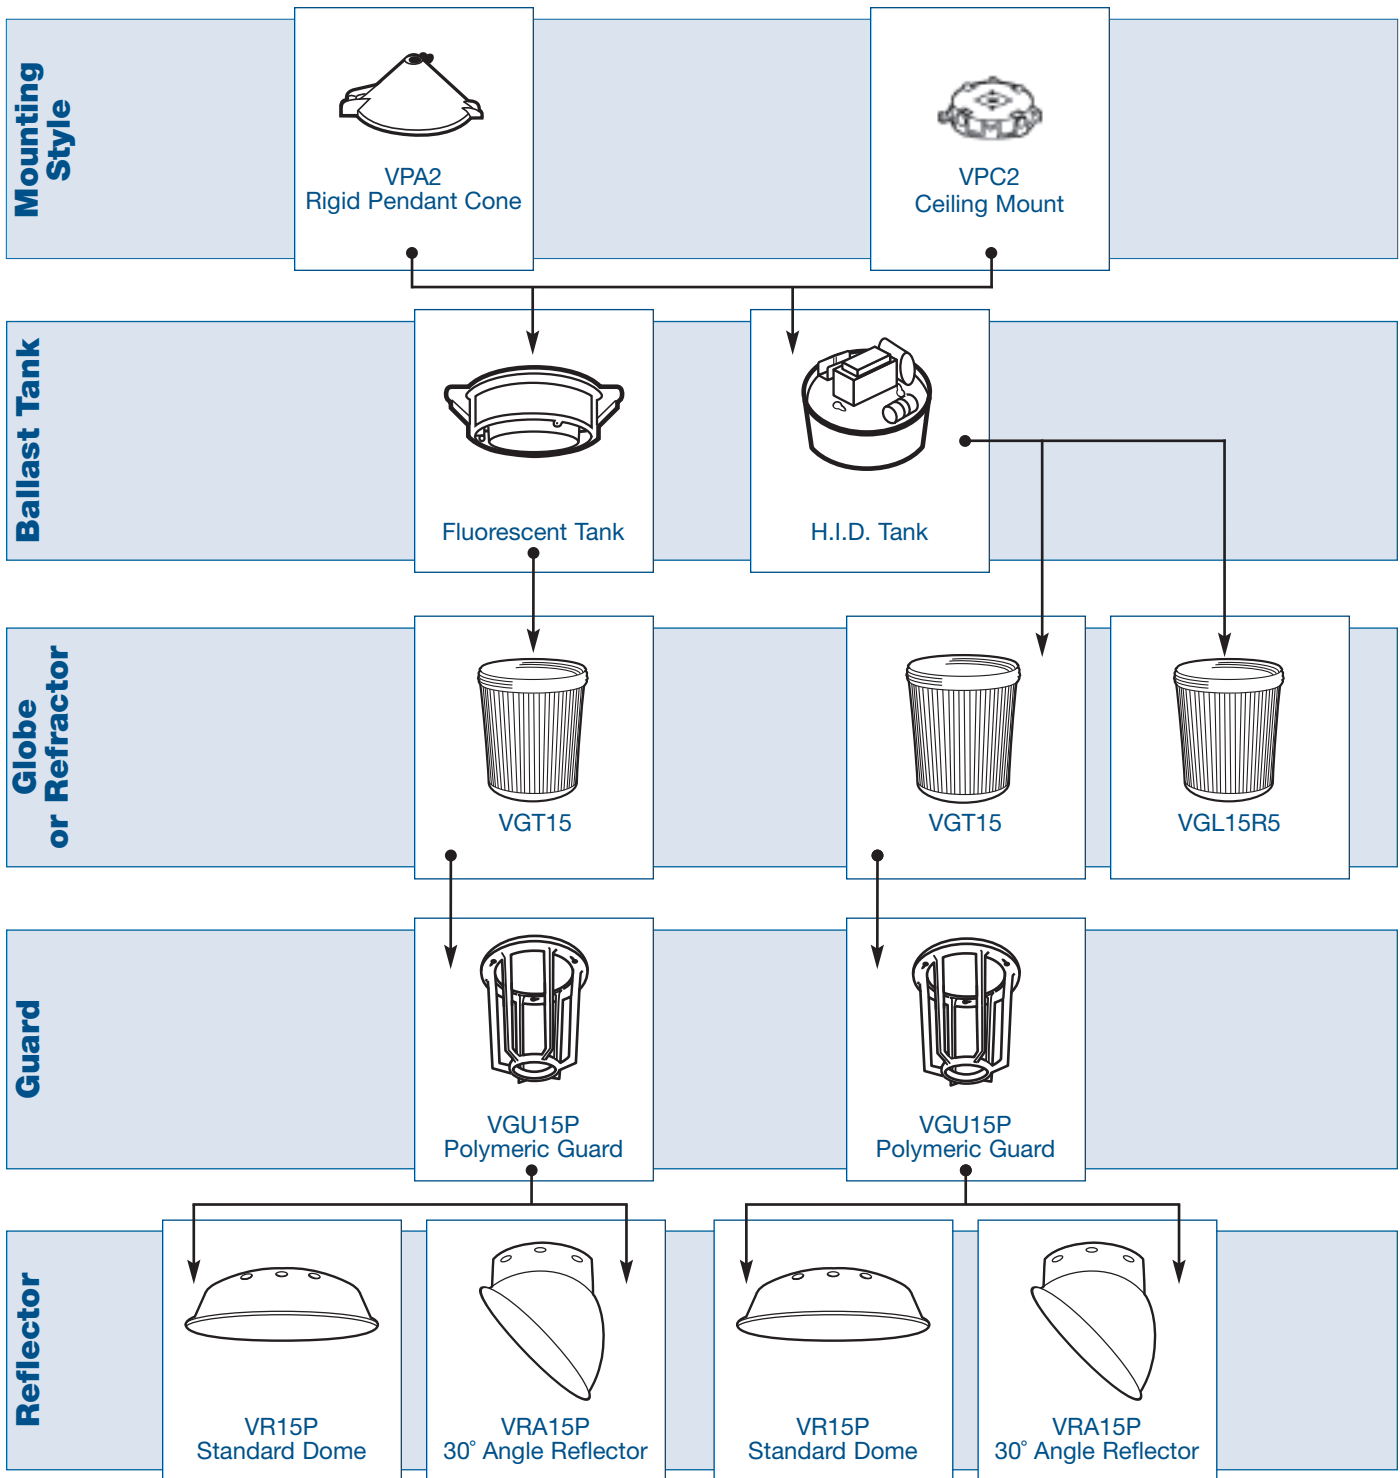 Mounting
Style
VPA2
Rigid Pendant Cone
VPC2
Ceiling Mount
Ballast Tank
Fluorescent Tank
H.I.D. Tank
Globe
or Refractor
VGT15
VGT15
VGL15R5
Guard
VGU15P
Polymeric Guard
VGU15P
Polymeric Guard
Reflector
VR15P
Standard Dome
VRA15P
30° Angle Reflector
VR15P
Standard Dome
VRA15P
30° Angle Reflector